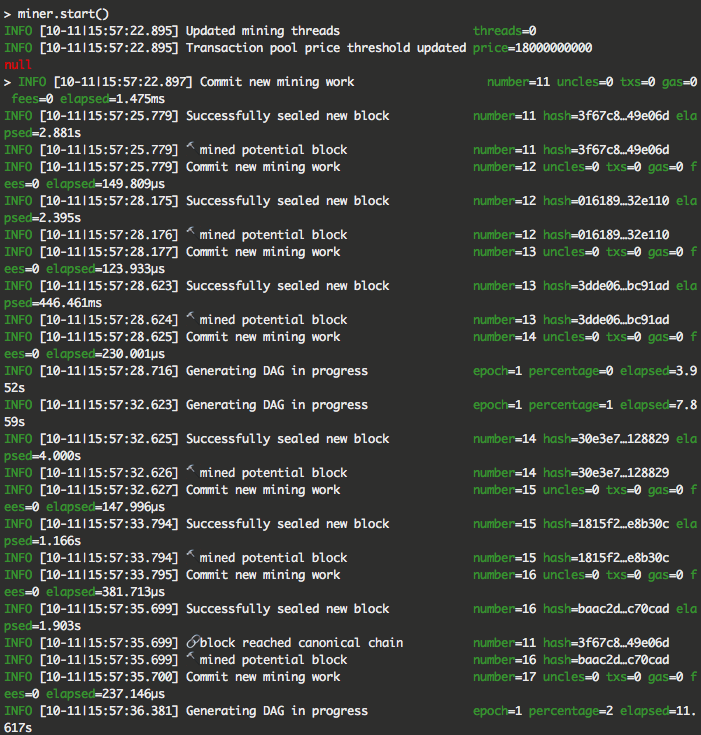 > miner.start()
INFO [10-11|15:57:22.895] Updated mining threads threads=0
INFO [10-11|15:57:22.895] Transaction pool price threshold updated price=18000000000
null
> INFO [10-11|15:57:22.897] Commit new mining work number=11 uncles=0 txs=0 gas=0
fees=0 elapsed=1.475ms
INFO [10-11|15:57:25.779] Successfully sealed new block number=11 hash=3f67c8…49e06d ela
psed=2.881s
INFO [10-11|15:57:25.779] 🔨 mined potential block number=11 hash=3f67c8…49e06d
INFO [10-11|15:57:25.779] Commit new mining work number=12 uncles=0 txs=0 gas=0 f
ees=0 elapsed=149.809µs
INFO [10-11|15:57:28.175] Successfully sealed new block number=12 hash=016189…32e110 ela
psed=2.395s
INFO [10-11|15:57:28.176] 🔨 mined potential block number=12 hash=016189…32e110
INFO [10-11|15:57:28.177] Commit new mining work number=13 uncles=0 txs=0 gas=0 f
ees=0 elapsed=123.933µs
INFO [10-11|15:57:28.623] Successfully sealed new block number=13 hash=3dde06…bc91ad ela
psed=446.461ms
INFO [10-11|15:57:28.624] 🔨 mined potential block number=13 hash=3dde06…bc91ad
INFO [10-11|15:57:28.625] Commit new mining work number=14 uncles=0 txs=0 gas=0 f
ees=0 elapsed=230.001µs
INFO [10-11|15:57:28.716] Generating DAG in progress epoch=1 percentage=0 elapsed=3.9
52s
INFO [10-11|15:57:32.623] Generating DAG in progress epoch=1 percentage=1 elapsed=7.8
59s
INFO [10-11|15:57:32.625] Successfully sealed new block number=14 hash=30e3e7…128829 ela
psed=4.000s
INFO [10-11|15:57:32.626] 🔨 mined potential block number=14 hash=30e3e7…128829
INFO [10-11|15:57:32.627] Commit new mining work number=15 uncles=0 txs=0 gas=0 f
ees=0 elapsed=147.996µs
INFO [10-11|15:57:33.794] Successfully sealed new block number=15 hash=1815f2…e8b30c ela
psed=1.166s
INFO [10-11|15:57:33.794] 🔨 mined potential block number=15 hash=1815f2…e8b30c
INFO [10-11|15:57:33.795] Commit new mining work number=16 uncles=0 txs=0 gas=0 f
ees=0 elapsed=381.713µs
INFO [10-11|15:57:35.699] Successfully sealed new block number=16 hash=baac2d…c70cad ela
psed=1.903s
INFO [10-11|15:57:35.699] 🔗 block reached canonical chain number=11 hash=3f67c8…49e06d
INFO [10-11|15:57:35.699] 🔨 mined potential block number=16 hash=baac2d…c70cad
INFO [10-11|15:57:35.700] Commit new mining work number=17 uncles=0 txs=0 gas=0 f
ees=0 elapsed=237.146µs
INFO [10-11|15:57:36.381] Generating DAG in progress epoch=1 percentage=2 elapsed=11.
617s